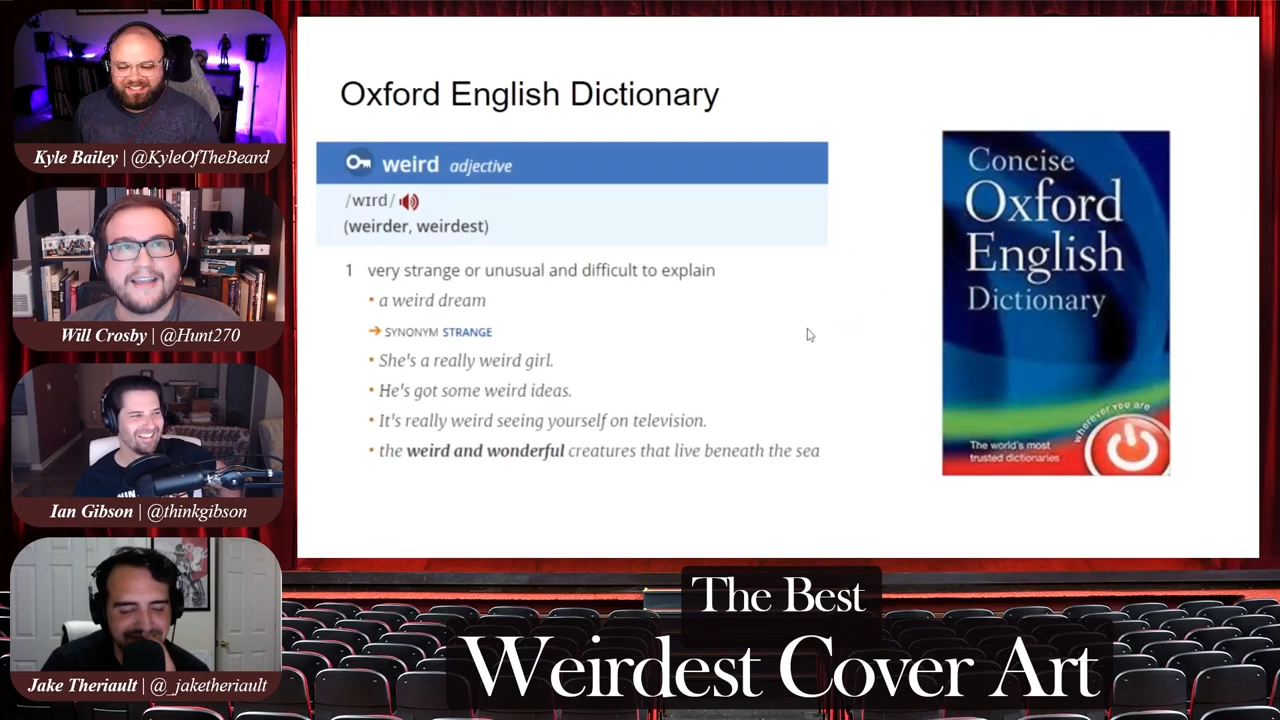 Kyle Bailey | @KyleOfTheBeard
Will Crosby | @Hunt270
Ian Gibson | @thinkgibson
Jake Theriault | @_jaketheriault
Oxford English Dictionary
weird adjective
/wɪrd/
(weirder, weirdest)
1 very strange or unusual and difficult to explain
• a weird dream
→ SYNONYM STRANGE
• She's a really weird girl.
• He's got some weird ideas.
• It's really weird seeing yourself on television.
• the weird and wonderful creatures that live beneath the sea
Concise
Oxford
English
Dictionary
wherever you are
The world's most
trusted dictionaries
The Best
Weirdest Cover Art